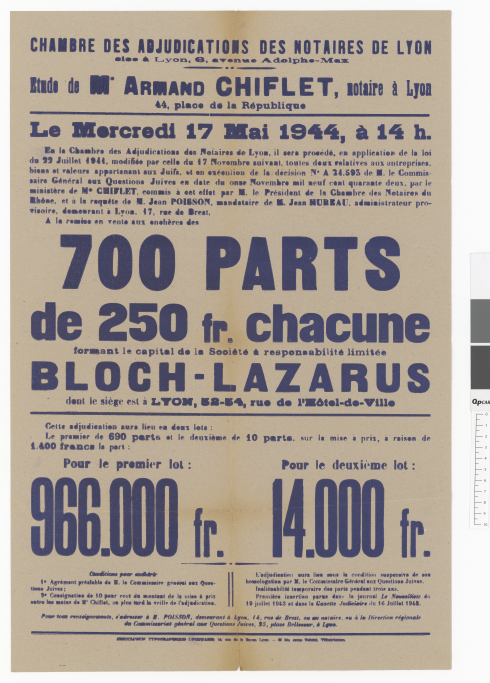 CHAMBRE DES ADJUDICATIONS DES NOTAIRES DE LYON
sise à Lyon, 6, avenue Adolphe-Max
Etude de Me ARMAND CHIFLET, notaire à Lyon
44, place de la République
Le Mercredi 17 Mai 1944, à 14 h.
En la Chambre des Adjudications des Notaires de Lyon, il sera procédé, en application de la loi
du 22 Juillet 1941, modifiée par celle du 17 Novembre suivant, toutes deux relatives aux entreprises,
biens et valeurs appartenant aux Juifs, et en exécution de la décision N° A 24.595 de M. le Commis-
saire Général aux Questions Juives en date du onze Novembre mil neuf cent quarante deux, par le
ministère de Me CHIFLET, commis à cet effet par M. le Président de la Chambre des Notaires du
Rhône, et à la requête de M. Jean POISSON, mandataire de M. Jean MUREAU, administrateur pro-
visoire, demeurant à Lyon, 17, rue de Brest,
A la remise en vente aux enchères des
700 PARTS
de 250 fr. chacune
formant le capital de la Société à responsabilité limitée
BLOCH-LAZARUS
dont le siège est à LYON, 52-54, rue de l'Hôtel-de-Ville
Cette adjudication aura lieu en deux lots :
Le premier de 690 parts et le deuxième de 10 parts, sur la mise à prix, à raison de
1.400 francs la part :
Pour le premier lot :
966.000 fr.
Pour le deuxième lot :
14.000 fr.
Conditions pour enchérir
1° Agrément préalable de M. le Commissaire général aux Ques-
tions Juives ;
2° Consignation de 10 pour cent du montant de la mise à prix
entre les mains de Me Chiflet, au plus tard la veille de l'adjudication.
L'adjudication aura lieu sous la condition suspensive de son
homologation par M. le Commissaire Général aux Questions Juives.
Inaliénabilité temporaire des parts pendant trois ans.
Première insertion parue dans le journal Le Nouvelliste du
19 juillet 1943 et dans la Gazette Judiciaire du 16 Juillet 1943.
Pour tous renseignements, s'adresser à M. POISSON, demeurant à Lyon, 14, rue de Brest, ou au notaire, ou à la Direction régionale
du Commissariat général aux Questions Juives, 25, place Bellecour, à Lyon.